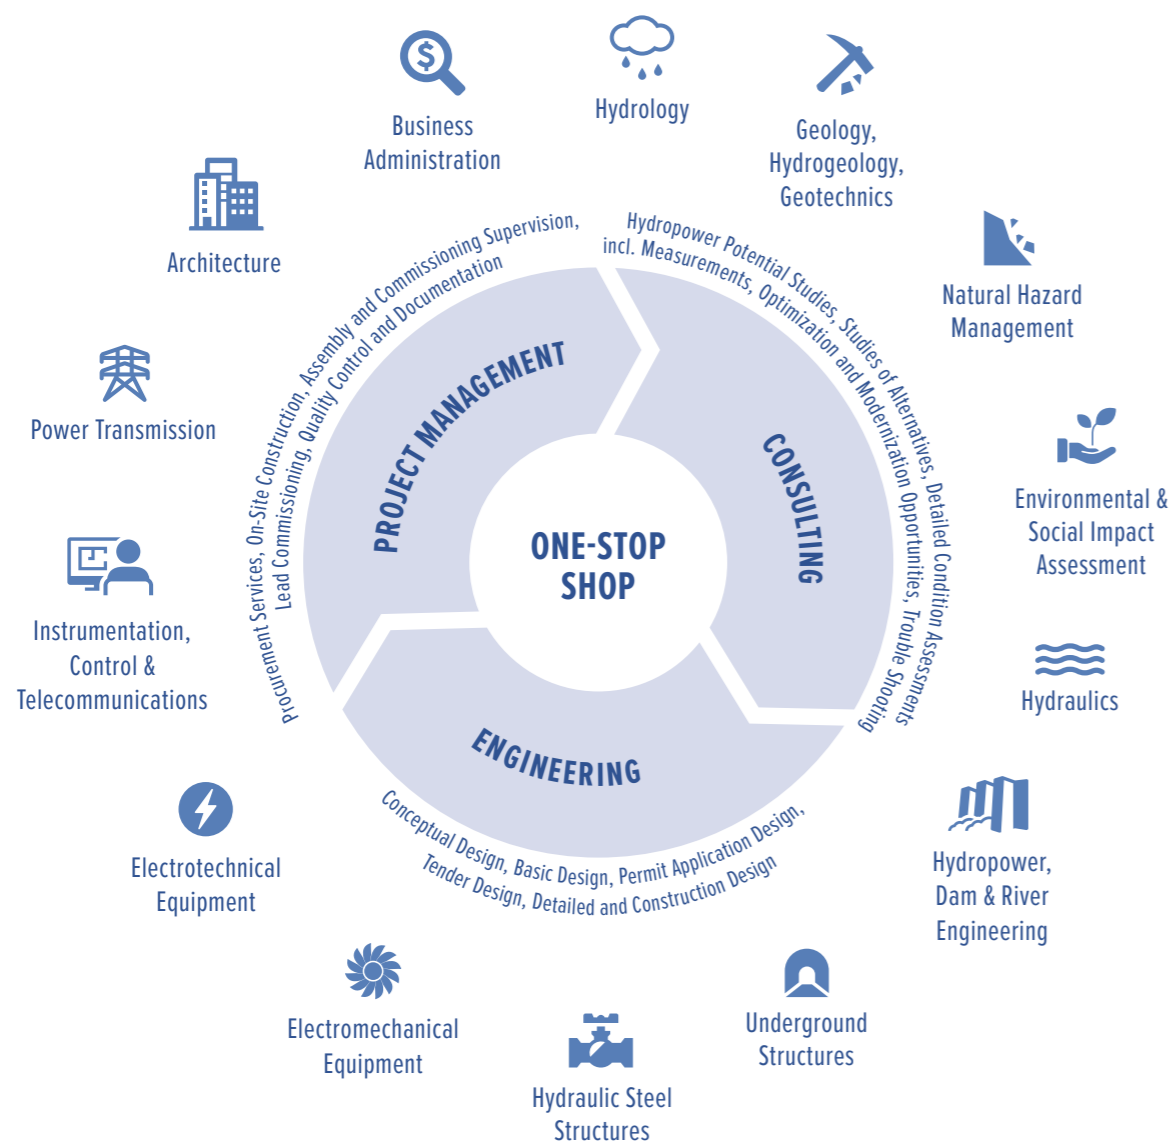 Hydrology
Geology,
Hydrogeology,
Geotechnics
Natural Hazard
Management
Environmental &
Social Impact
Assessment
Hydraulics
Hydropower,
Dam & River
Engineering
Underground
Structures
Hydraulic Steel
Structures
Electromechanical
Equipment
Electrotechnical
Equipment
Instrumentation,
Control &
Telecommunications
Power Transmission
Architecture
$
Business
Administration
Hydropower Potential Studies, Studies of Alternatives, Detailed Condition Assessments
incl. Measurements, Optimization and Modernization Opportunities, Trouble Shooting
CONSULTING
ENGINEERING
Conceptual Design, Basic Design, Permit Application Design,
Tender Design, Detailed and Construction Design
Procurement Services, On-Site Construction, Assembly and Commissioning Supervision,
Lead Commissioning, Quality Control and Documentation
PROJECT MANAGEMENT
ONE-STOP
SHOP